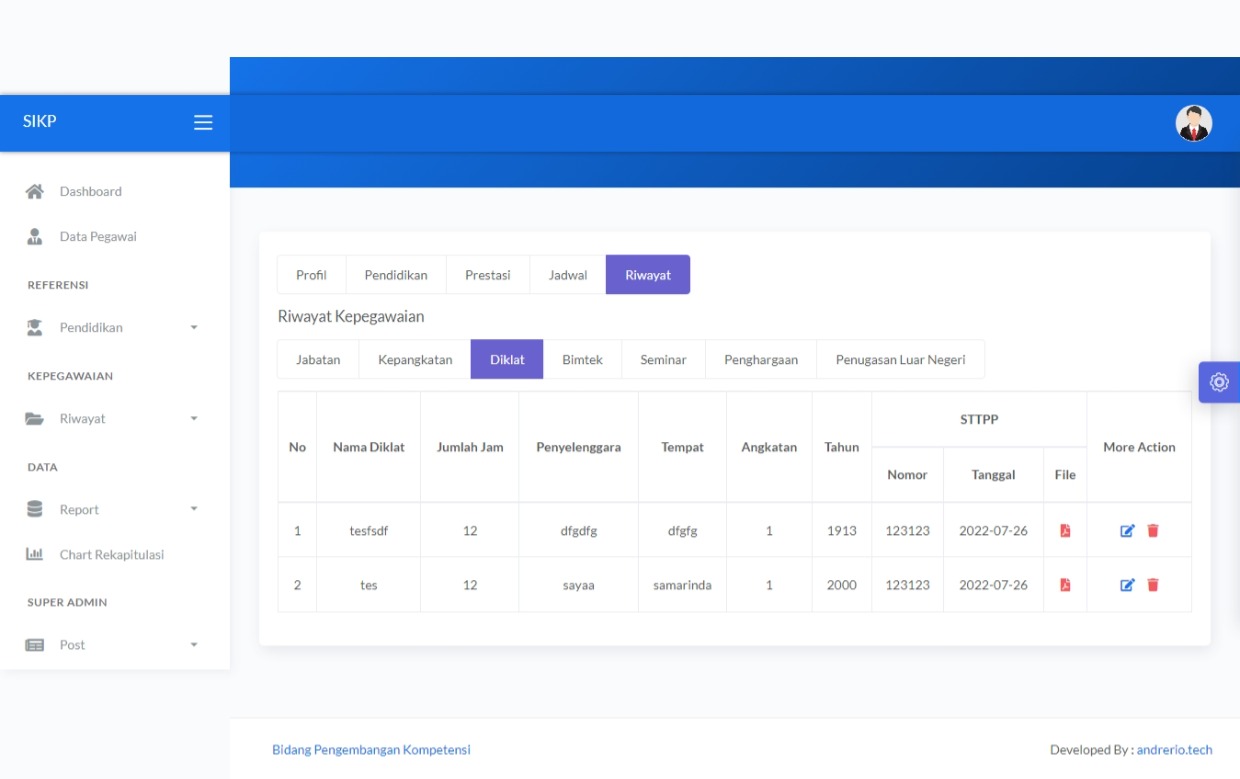 SIKP
Dashboard
Data Pegawai
REFERENSI
Pendidikan
KEPEGAWAIAN
Riwayat
DATA
Report
Chart Rekapitulasi
SUPER ADMIN
Post
Profil Pendidikan Prestasi Jadwal Riwayat
Riwayat Kepegawaian
Jabatan Kepangkatan Diklat Bimtek Seminar Penghargaan Penugasan Luar Negeri
No Nama Diklat Jumlah Jam Penyelenggara Tempat Angkatan Tahun STTPP More Action
Nomor Tanggal File
1 tesfsdf 12 dfgdfg dfgfg 1 1913 123123 2022-07-26
2 tes 12 sayaa samarinda 1 2000 123123 2022-07-26
Bidang Pengembangan Kompetensi Developed By : andrerio.tech